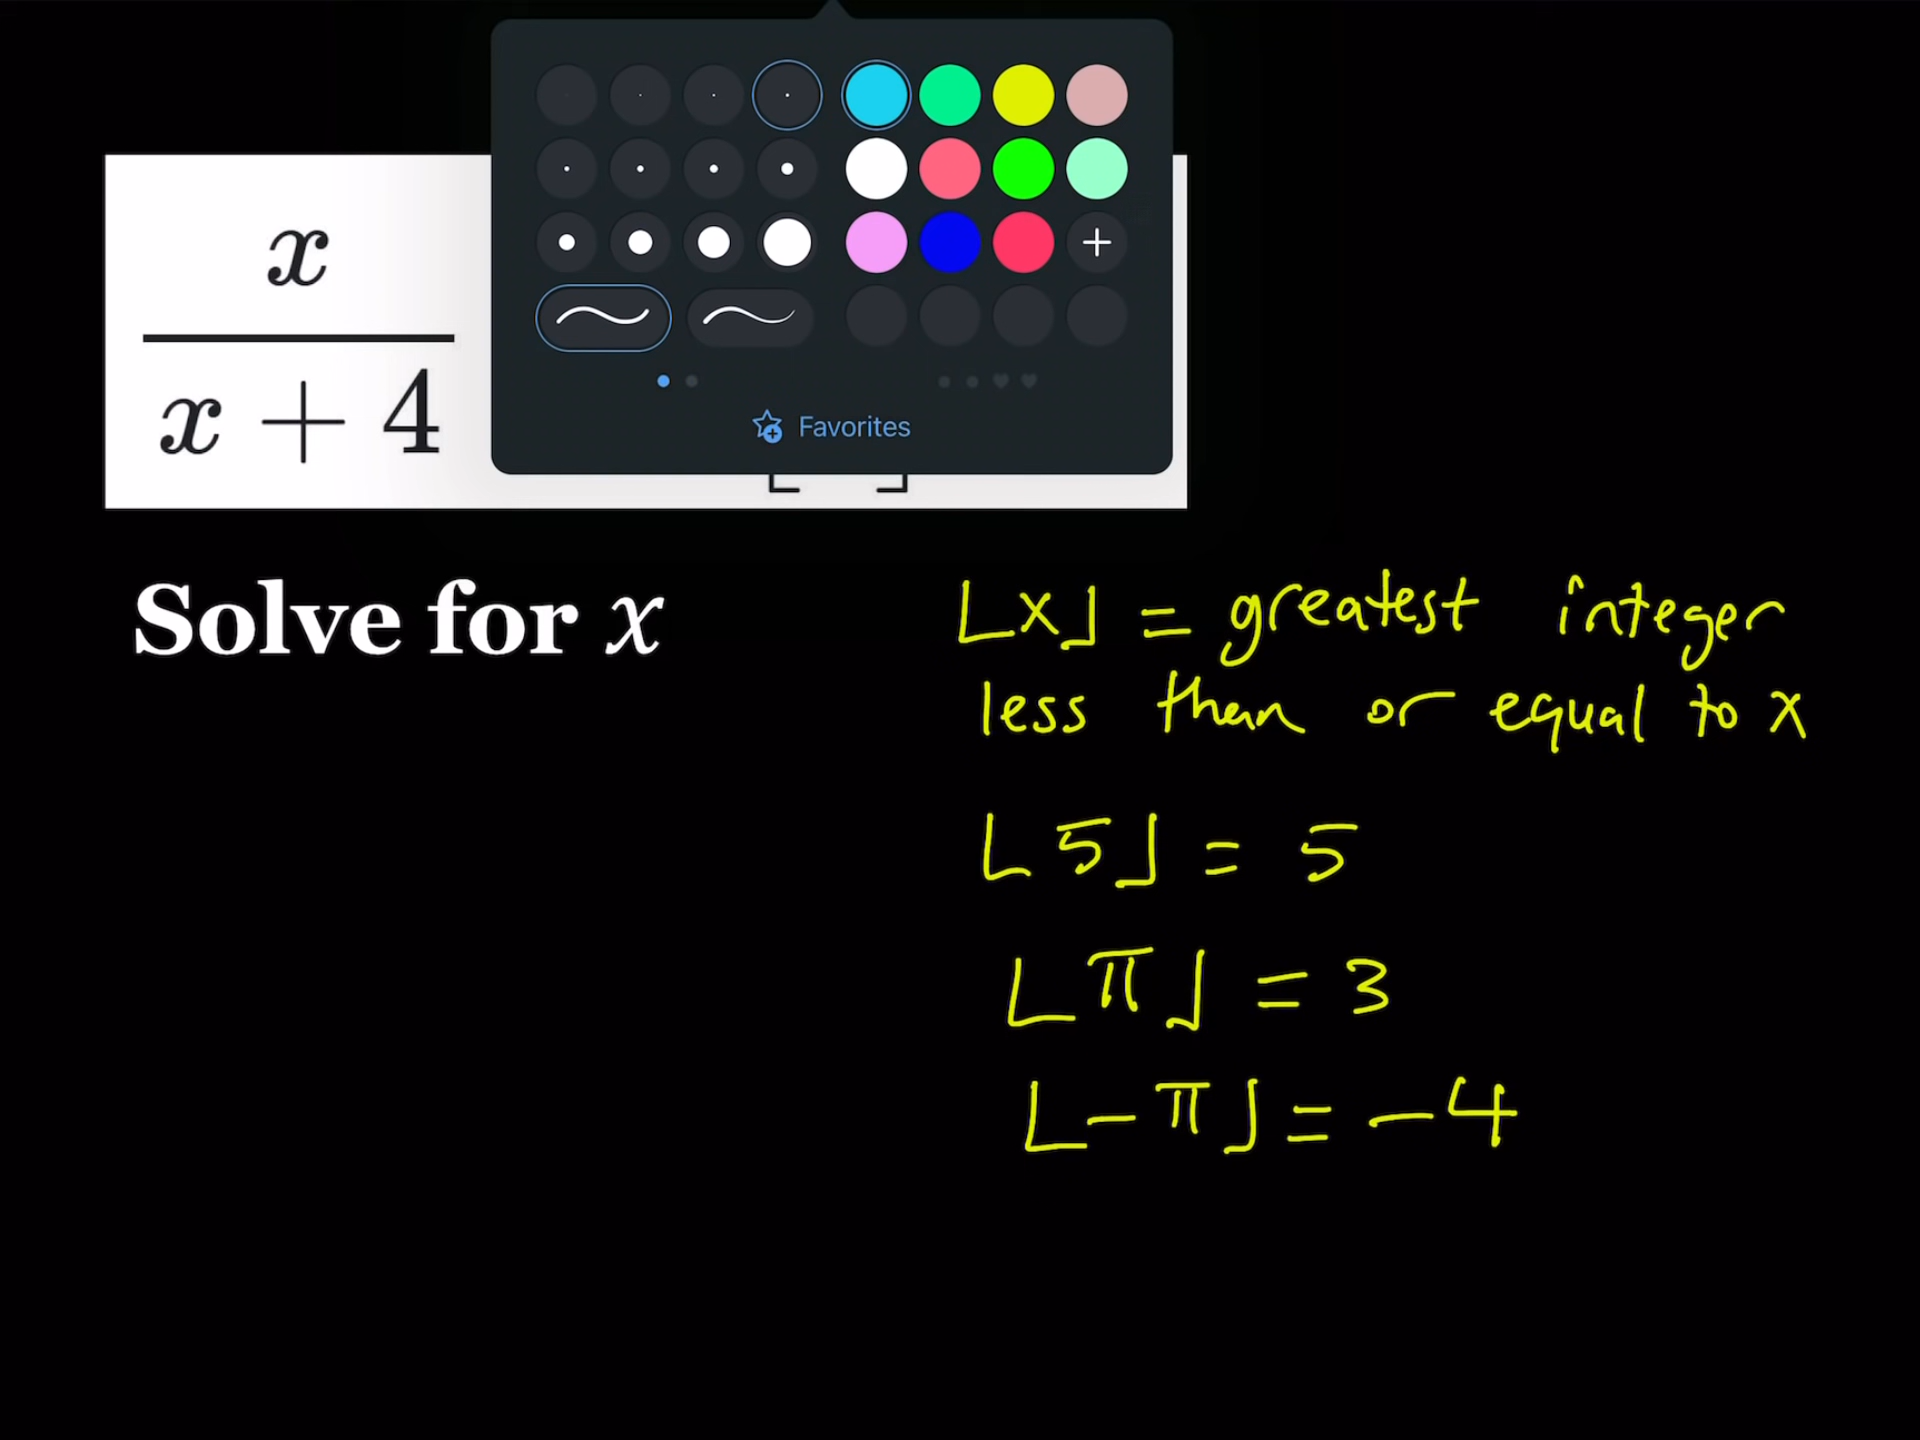 x
x + 4
Favorites
Solve for x
⌊x⌋ = greatest integer
less than or equal to x
⌊5⌋ = 5
⌊π⌋ = 3
⌊-π⌋ = -4